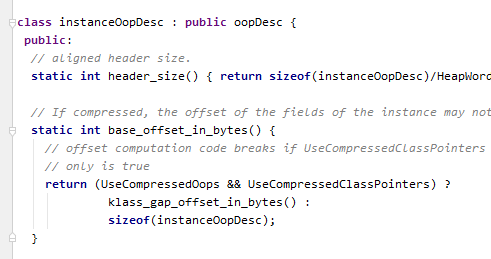 class instanceOopDesc : public oopDesc {
public:
// aligned header size.
static int header_size() { return sizeof(instanceOopDesc)/HeapWord
// If compressed, the offset of the fields of the instance may not
static int base_offset_in_bytes() {
// offset computation code breaks if UseCompressedClassPointers
// only is true
return (UseCompressedOops && UseCompressedClassPointers) ?
klass_gap_offset_in_bytes() :
sizeof(instanceOopDesc);
}